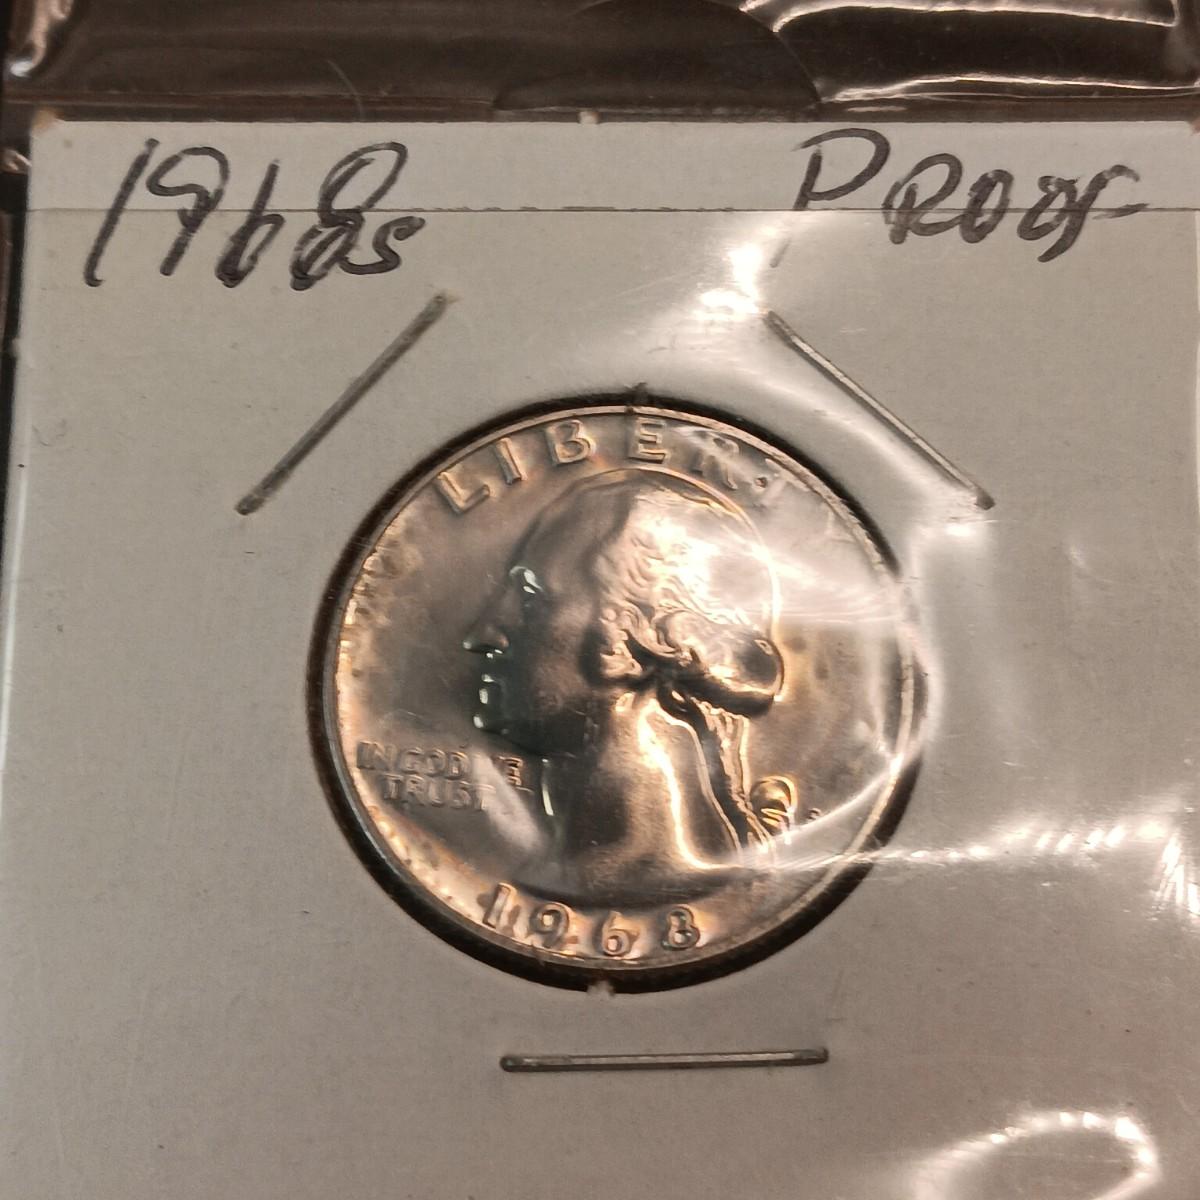 1968s PROOF
LIBERTY
IN GOD WE
TRUST
1968